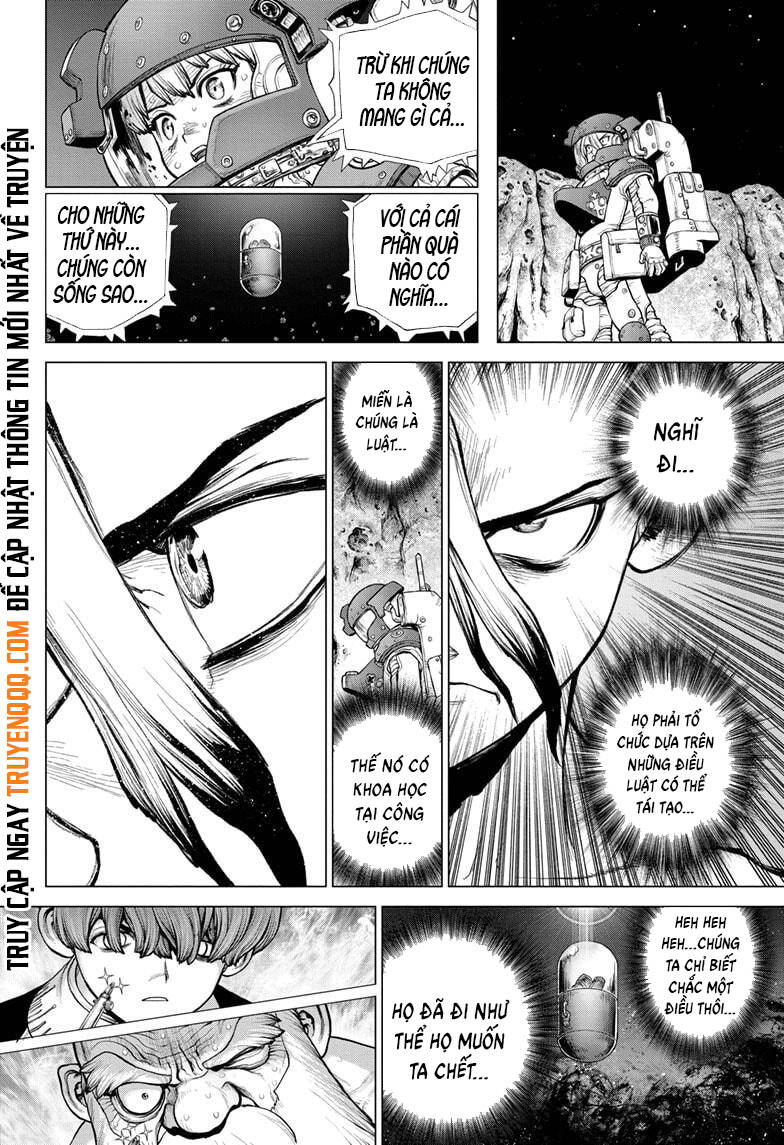 TRỪ KHI CHÚNG
TA KHÔNG
MANG GÌ CẢ...
VỚI CẢ CÁI
PHẦN QUÀ
NÀO CÓ
NGHĨA...
CHO NHỮNG
THỨ NÀY...
CHÚNG CÒN
SỐNG SAO...
NGHĨ
ĐI...
HỌ PHẢI TỔ
CHỨC DỰA TRÊN
NHỮNG ĐIỀU
LUẬT CÓ THỂ
TÁI TẠO...
MIỄN LÀ
CHÚNG LÀ
LUẬT...
THẾ NÓ CÓ
KHOA HỌC
TẠI CÔNG
VIỆC...
HEH HEH
HEH...CHÚNG
TA CHỈ BIẾT
CHẮC MỘT
ĐIỀU THÔI...
HỌ ĐÃ ĐI NHƯ
THỂ HỌ MUỐN
TA CHẾT...
TRUY CẬP NGAY TRUYENQQQ.COM ĐỂ CẬP NHẬT THÔNG TIN MỚI NHẤT VỀ TRUYỆN